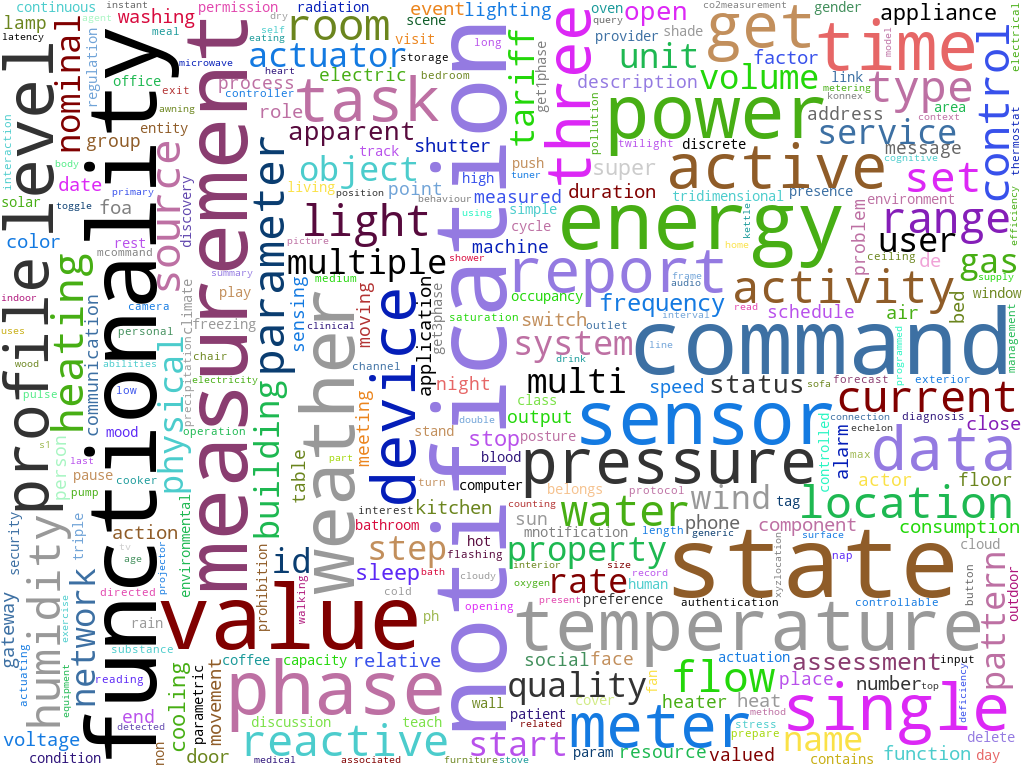 continuous
instant
permission
radiation
event
lighting
oven
open
gender
co2measurement
appliance
lamp
washing
agent
dry
room
scene
query
get
time
electrical
latency
meal
self
eating
visit
long
provider
shade
model
level
nominal
regulation
microwave
actuator
storage
tariff
three
unit
factor
link
control
office
exit
process
heart
electric
bedroom
get1phase
description
volume
metering
type
interaction
awning
controller
task
power
konnex
area
group
entity
role
apparent
shutter
pollution
twilight
discrete
address
service
context
thermostat
body
source
track
object
push
tuner
super
active
message
cognitive
date
primary
discovery
living
position
point
high
measured
duration
tridimensional
presence
set
solar
toggle
foa
behaviour
using
simple
kettle
environment
efficiency
color
rest
mcommand
light
picture
cycle
energy
home
problem
range
user
parameter
multiple
machine
shower
report
frame
audio
ceiling
de
gas
supply
indoor
summary
medium
occupancy
frequency
activity
bed
window
profile
heating
communication
camera
play
sensing
clinical
moving
application
get3phase
saturation
switch
outlet
interval
read
schedule
air
uses
personal
freezing
system
line
command
management
wood
abilities
chair
channel
night
drink
programmed
physical
precipitationclimate
weather
device
class
multi
speed
status
sofa
forecast
exterior
pulse
low
electricity
double
output
sensor
current
s1
mood
operation
building
meeting
stand
stop
posture
controlled
connection
diagnosis
echelon
close
person
last
pause
part
turn
blood
pressure
alarm
max
data
pump
cooker
table
computer
belongs
actor
floor
functionality
measurement
notification
interest
kitchen
counting
protocol
wind
tag
location
security
humidity
triple
action
environmental
bathroom
sun
water
phone
component
consumption
tv
age
projector
prohibition
id
step
hot
flashing
mnotification
length
generic
surface
cloud
network
directed
walking
sleep
bath
property
interior
size
xyzlocation
nap
button
outdoor
gateway
exercise
rain
cold
cloudy
oxygen
record
rate
human
state
pattern
value
ph
opening
present
preference
authentication
controllable
substance
temperature
actuating
equipment
reading
cooling
parametric
movement
coffee
capacity
relative
social
face
actuation
assessment
input
phase
quality
fan
flow
place
number
top
deficiency
end
detected
wall
cover
heater
heat
single
voltage
non
discussion
teach
patient
related
meter
method
stress
prepare
name
delete
condition
door
reactive
start
param
resource
valued
function
day
medical
associated
furniture
stove
contains